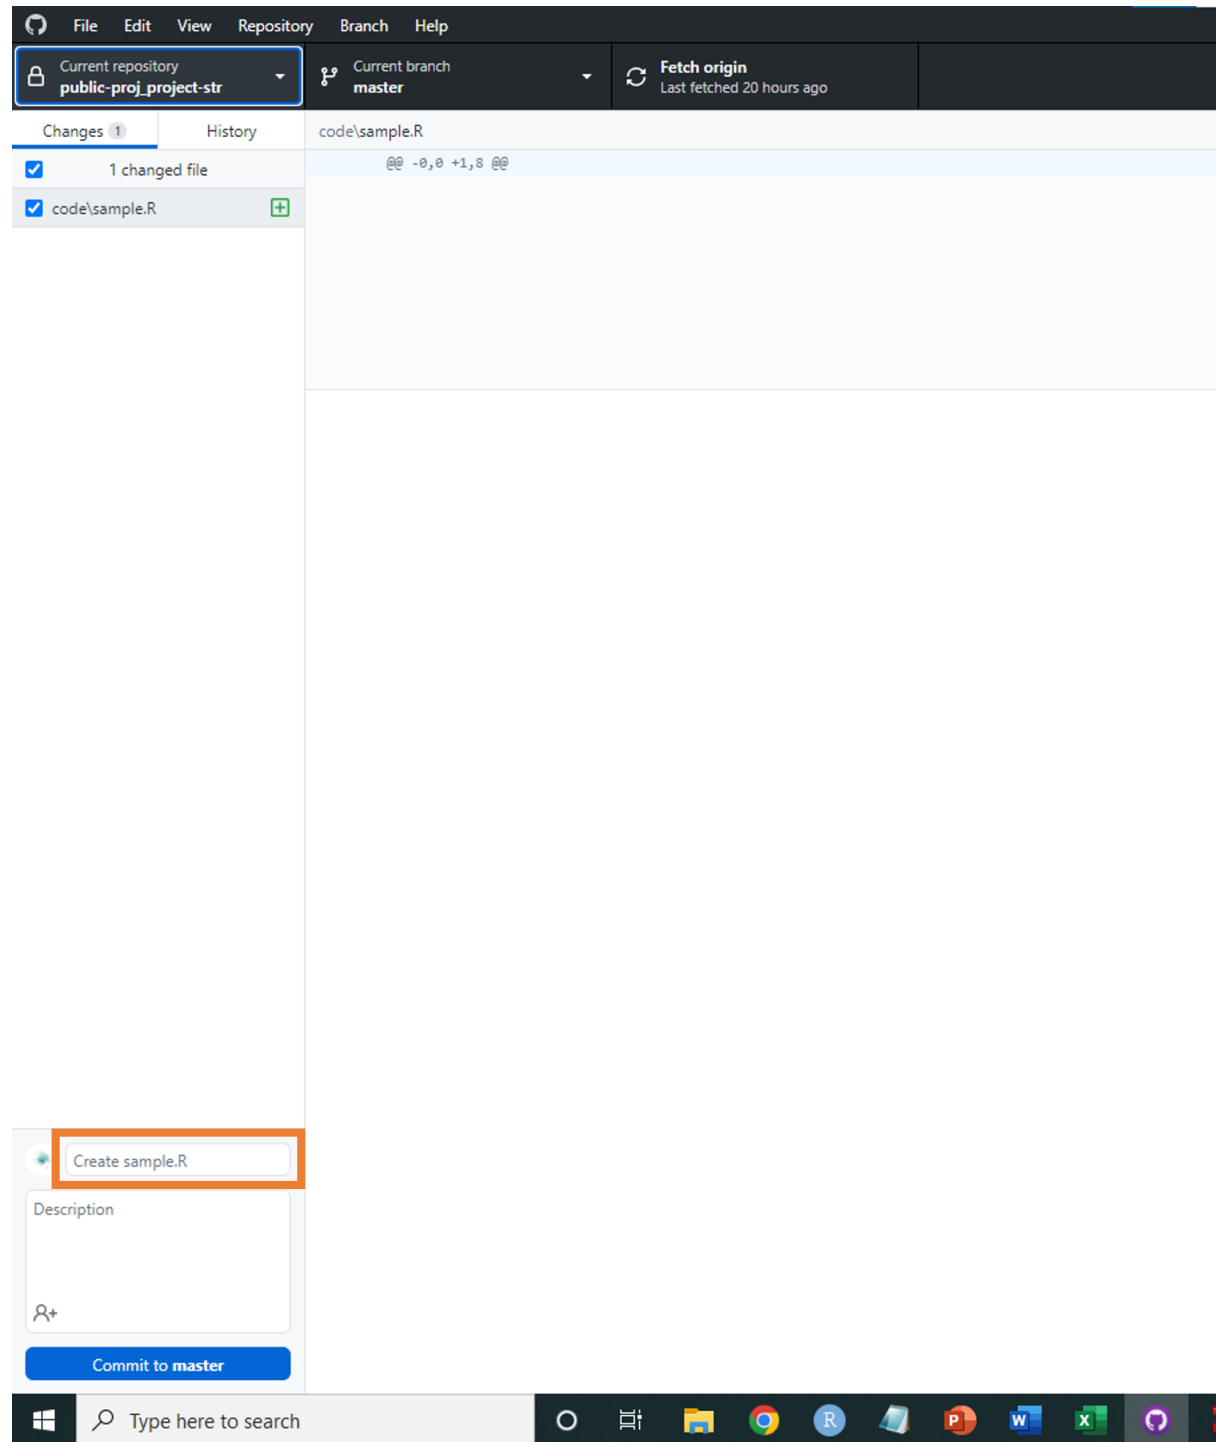 File Edit View Repository Branch Help
Current repository
public-proj_project-str
Current branch
master
Fetch origin
Last fetched 20 hours ago
Changes 1 History
code\sample.R
1 changed file
@@ -0,0 +1,8 @@
code\sample.R
Create sample.R
Description
Commit to master
Type here to search
R
P
W
X